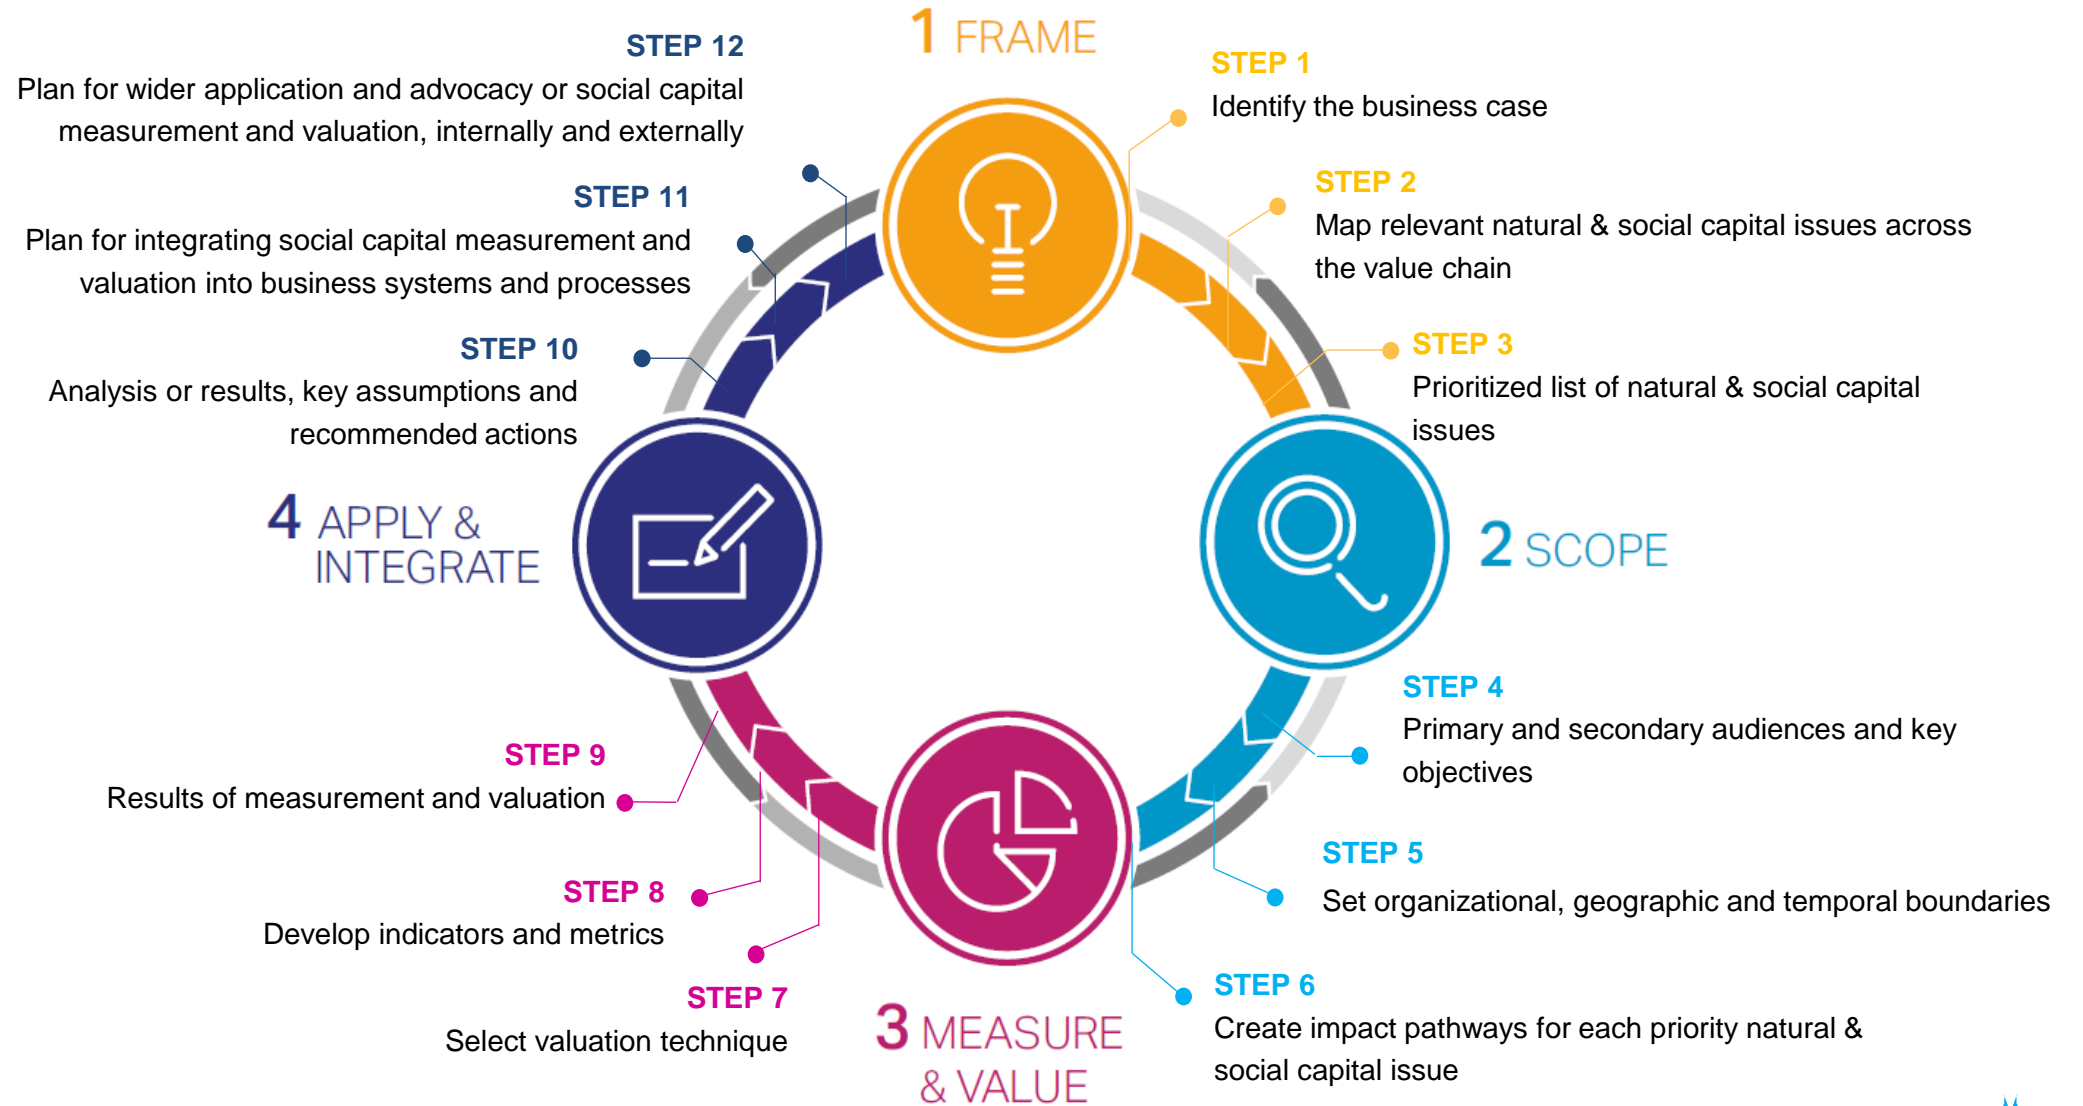 1 FRAME
STEP 1
Identify the business case
STEP 2
Map relevant natural & social capital issues across
the value chain
STEP 3
Prioritized list of natural & social capital
issues
2 SCOPE
STEP 4
Primary and secondary audiences and key
objectives
STEP 5
Set organizational, geographic and temporal boundaries
STEP 6
Create impact pathways for each priority natural &
social capital issue
3 MEASURE
& VALUE
STEP 7
Select valuation technique
STEP 8
Develop indicators and metrics
STEP 9
Results of measurement and valuation
4 APPLY &
INTEGRATE
STEP 10
Analysis or results, key assumptions and
recommended actions
STEP 11
Plan for integrating social capital measurement and
valuation into business systems and processes
STEP 12
Plan for wider application and advocacy or social capital
measurement and valuation, internally and externally